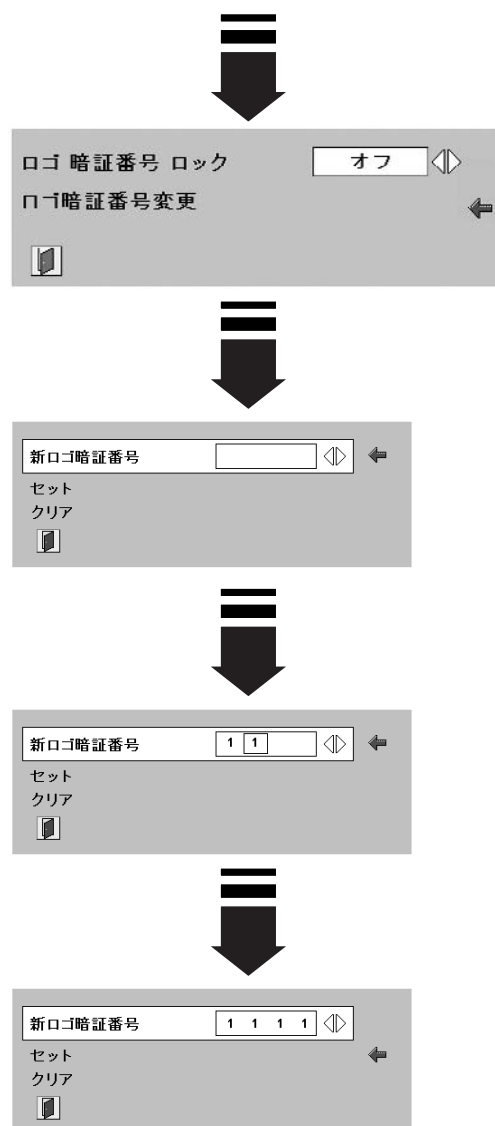 ロゴ 暗証番号 ロック オフ
ロゴ暗証番号変更
新ロゴ暗証番号
セット
クリア
新ロゴ暗証番号 1 1
セット
クリア
新ロゴ暗証番号 1 1 1 1
セット
クリア